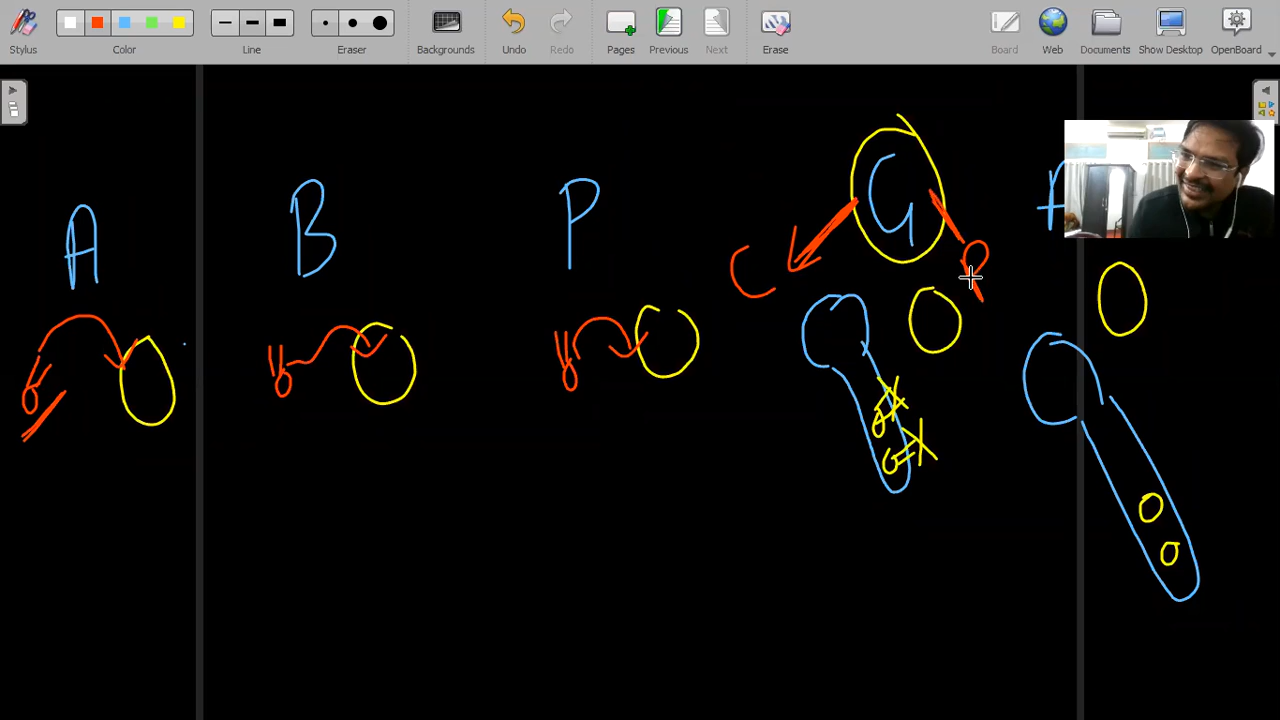 Stylus Color Line Eraser Backgrounds Undo Redo Pages Previous Next Erase Board Web Documents Show Desktop OpenBoard
A B P G
C